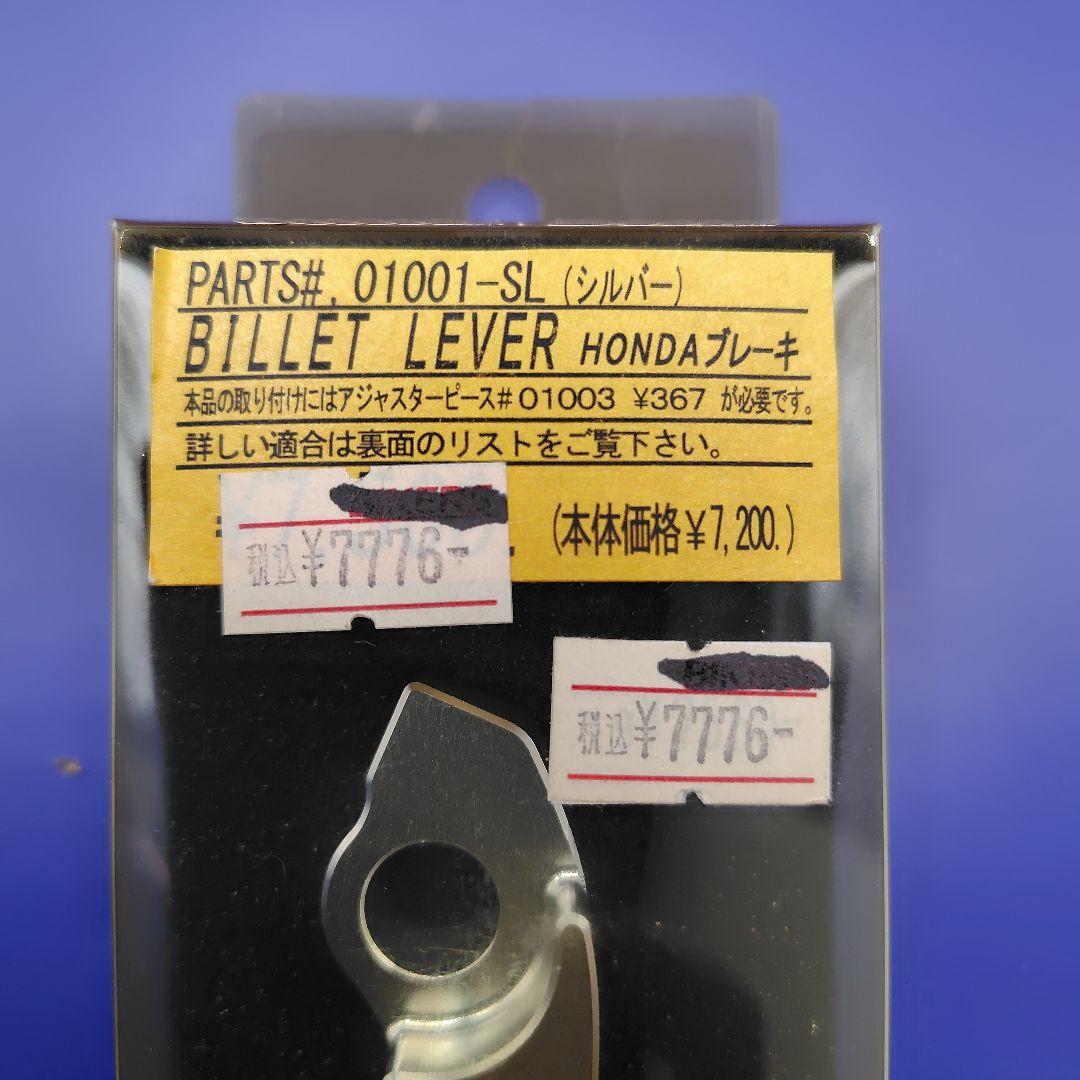 PARTS#. 01001-SL (シルバー)
BILLET LEVER HONDAブレーキ
本品の取り付けにはアジャスターピース#01003 ¥367 が必要です。
詳しい適合は裏面のリストをご覧下さい。
(本体価格¥7,200.)
税込¥7776-
税込¥7776-